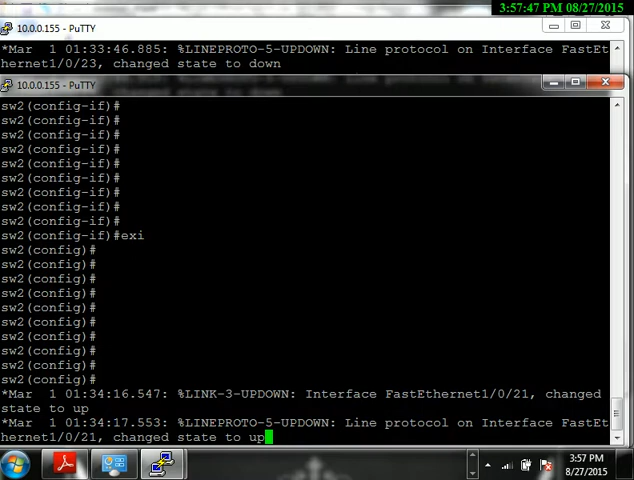 3:57:47 PM 08/27/2015
10.0.0.155 - PuTTY
*Mar  1 01:33:46.885: %LINEPROTO-5-UPDOWN: Line protocol on Interface FastEt
hernet1/0/23, changed state to down
10.0.0.155 - PuTTY
sw2(config-if)#
sw2(config-if)#
sw2(config-if)#
sw2(config-if)#
sw2(config-if)#
sw2(config-if)#
sw2(config-if)#
sw2(config-if)#
sw2(config-if)#
sw2(config-if)#exi
sw2(config)#
sw2(config)#
sw2(config)#
sw2(config)#
sw2(config)#
sw2(config)#
sw2(config)#
sw2(config)#
sw2(config)#
sw2(config)#
*Mar  1 01:34:16.547: %LINK-3-UPDOWN: Interface FastEthernet1/0/21, changed
state to up
*Mar  1 01:34:17.553: %LINEPROTO-5-UPDOWN: Line protocol on Interface FastEt
hernet1/0/21, changed state to up
3:57 PM
8/27/2015